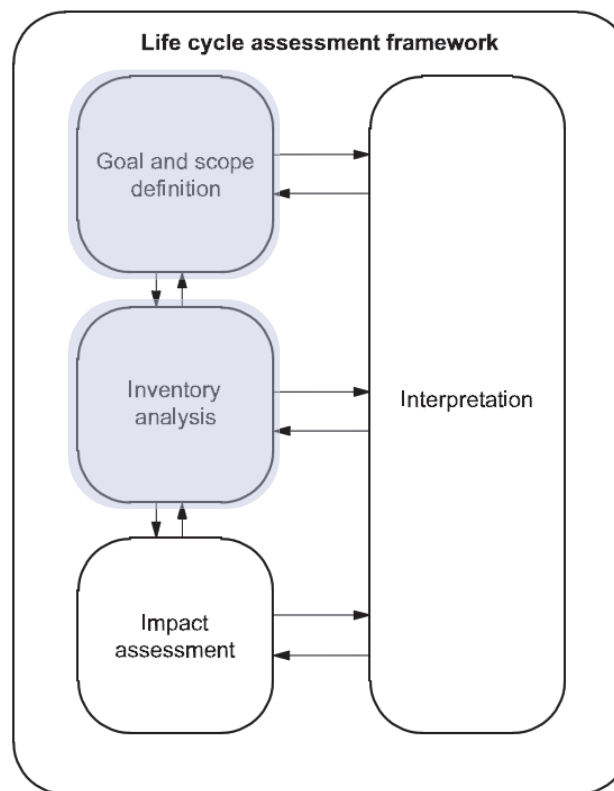 Life cycle assessment framework
Goal and scope
definition
Inventory
analysis
Interpretation
Impact
assessment